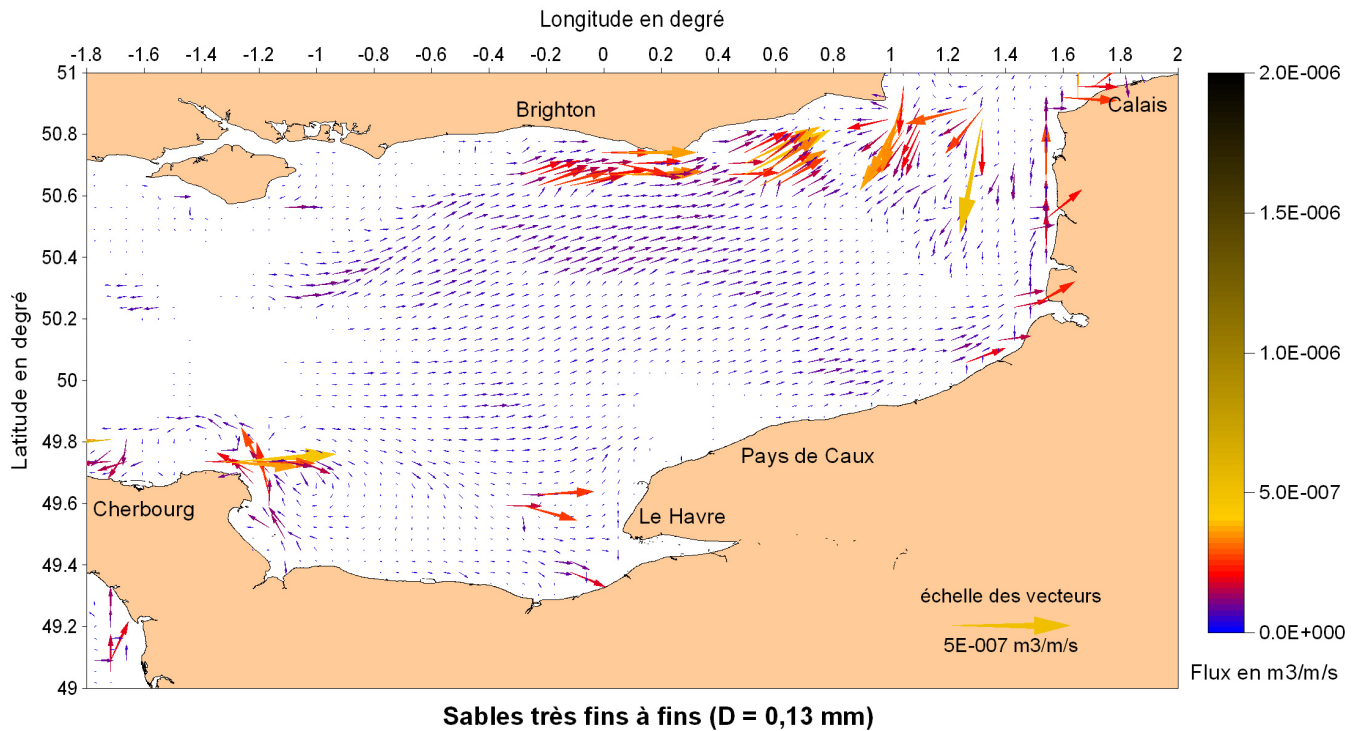 Longitude en degré
-1.8 -1.6 -1.4 -1.2 -1 -0.8 -0.6 -0.4 -0.2 0 0.2 0.4 0.6 0.8 1 1.2 1.4 1.6 1.8 2
51
50.8
50.6
50.4
50.2
50
49.8
49.6
49.4
49.2
49
Latitude en degré
Brighton
Calais
Pays de Caux
Cherbourg
Le Havre
échelle des vecteurs
5E-007 m3/m/s
2.0E-006
1.5E-006
1.0E-006
5.0E-007
0.0E+000
Flux en m3/m/s
Sables très fins à fins (D = 0,13 mm)